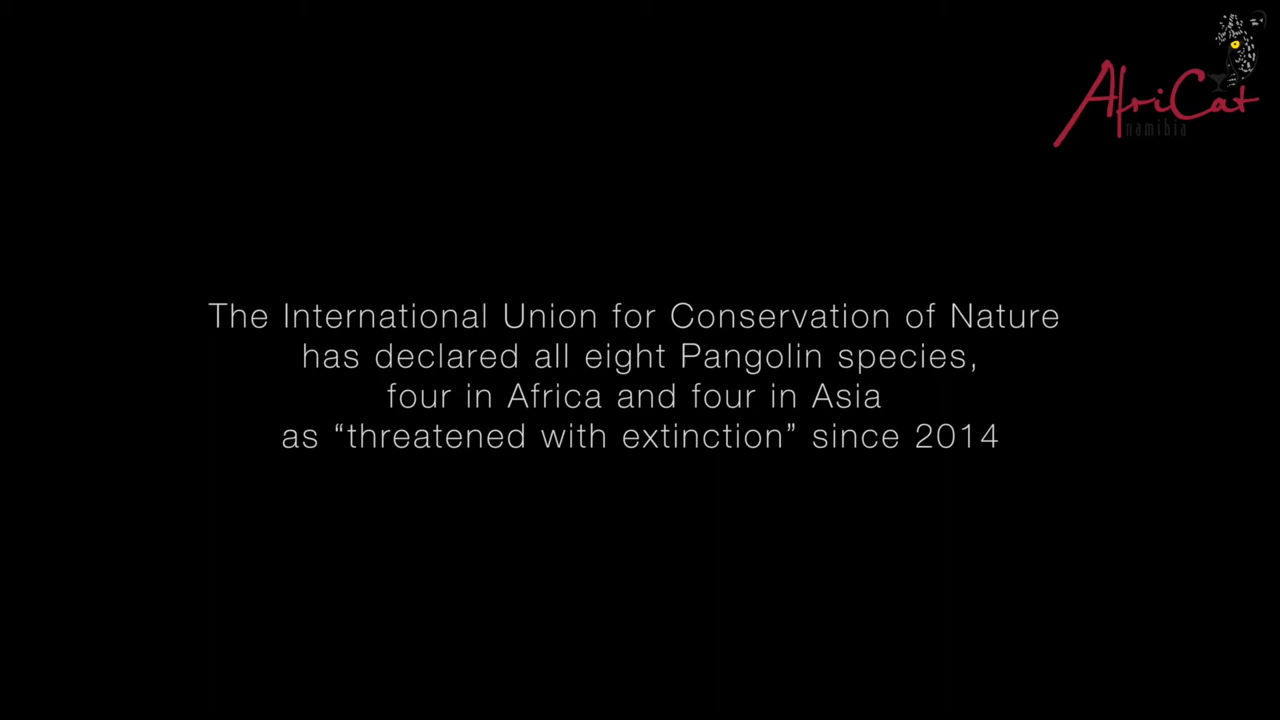 AfriCat
namibia
The International Union for Conservation of Nature
has declared all eight Pangolin species,
four in Africa and four in Asia
as “threatened with extinction” since 2014